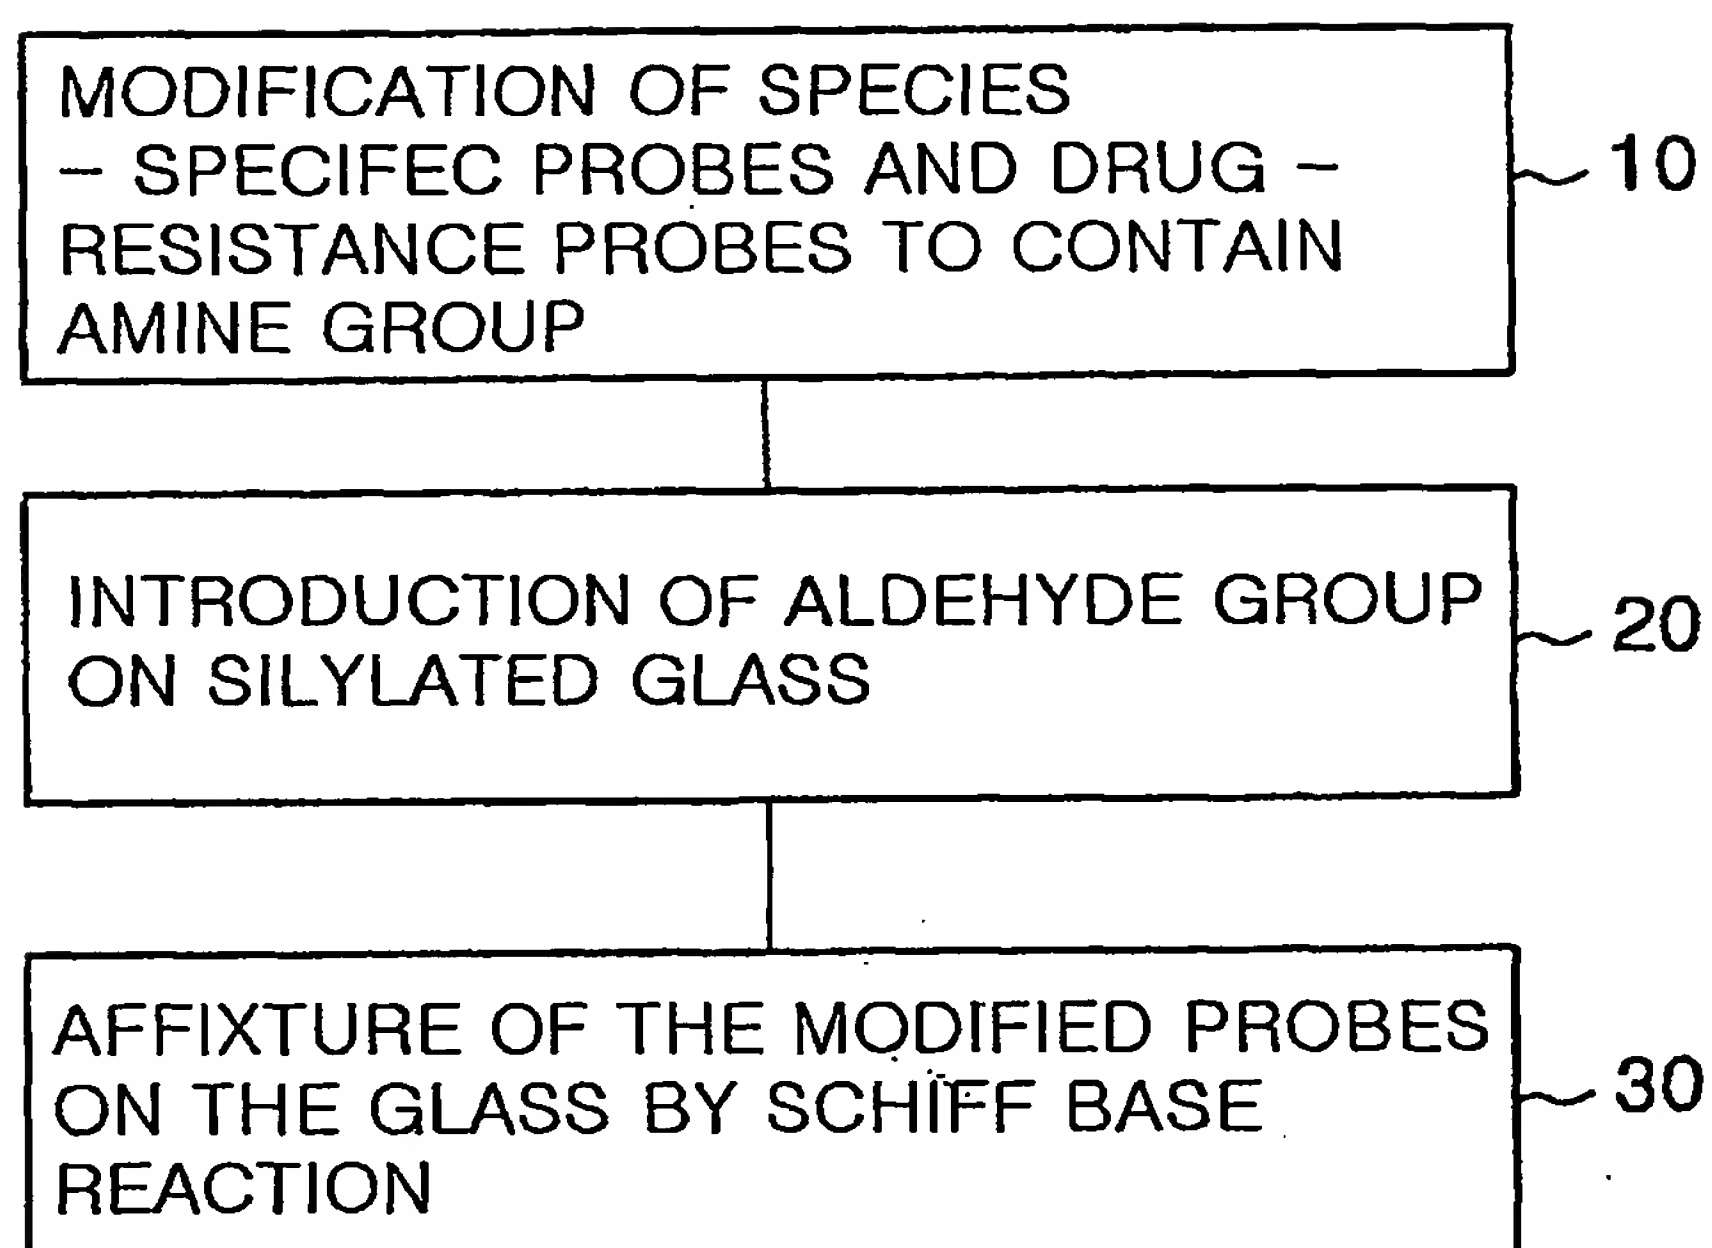 MODIFICATION OF SPECIES
– SPECIFEC PROBES AND DRUG –
RESISTANCE PROBES TO CONTAIN
AMINE GROUP
10
INTRODUCTION OF ALDEHYDE GROUP
ON SILYLATED GLASS
20
AFFIXTURE OF THE MODIFIED PROBES
ON THE GLASS BY SCHIFF BASE
REACTION
30